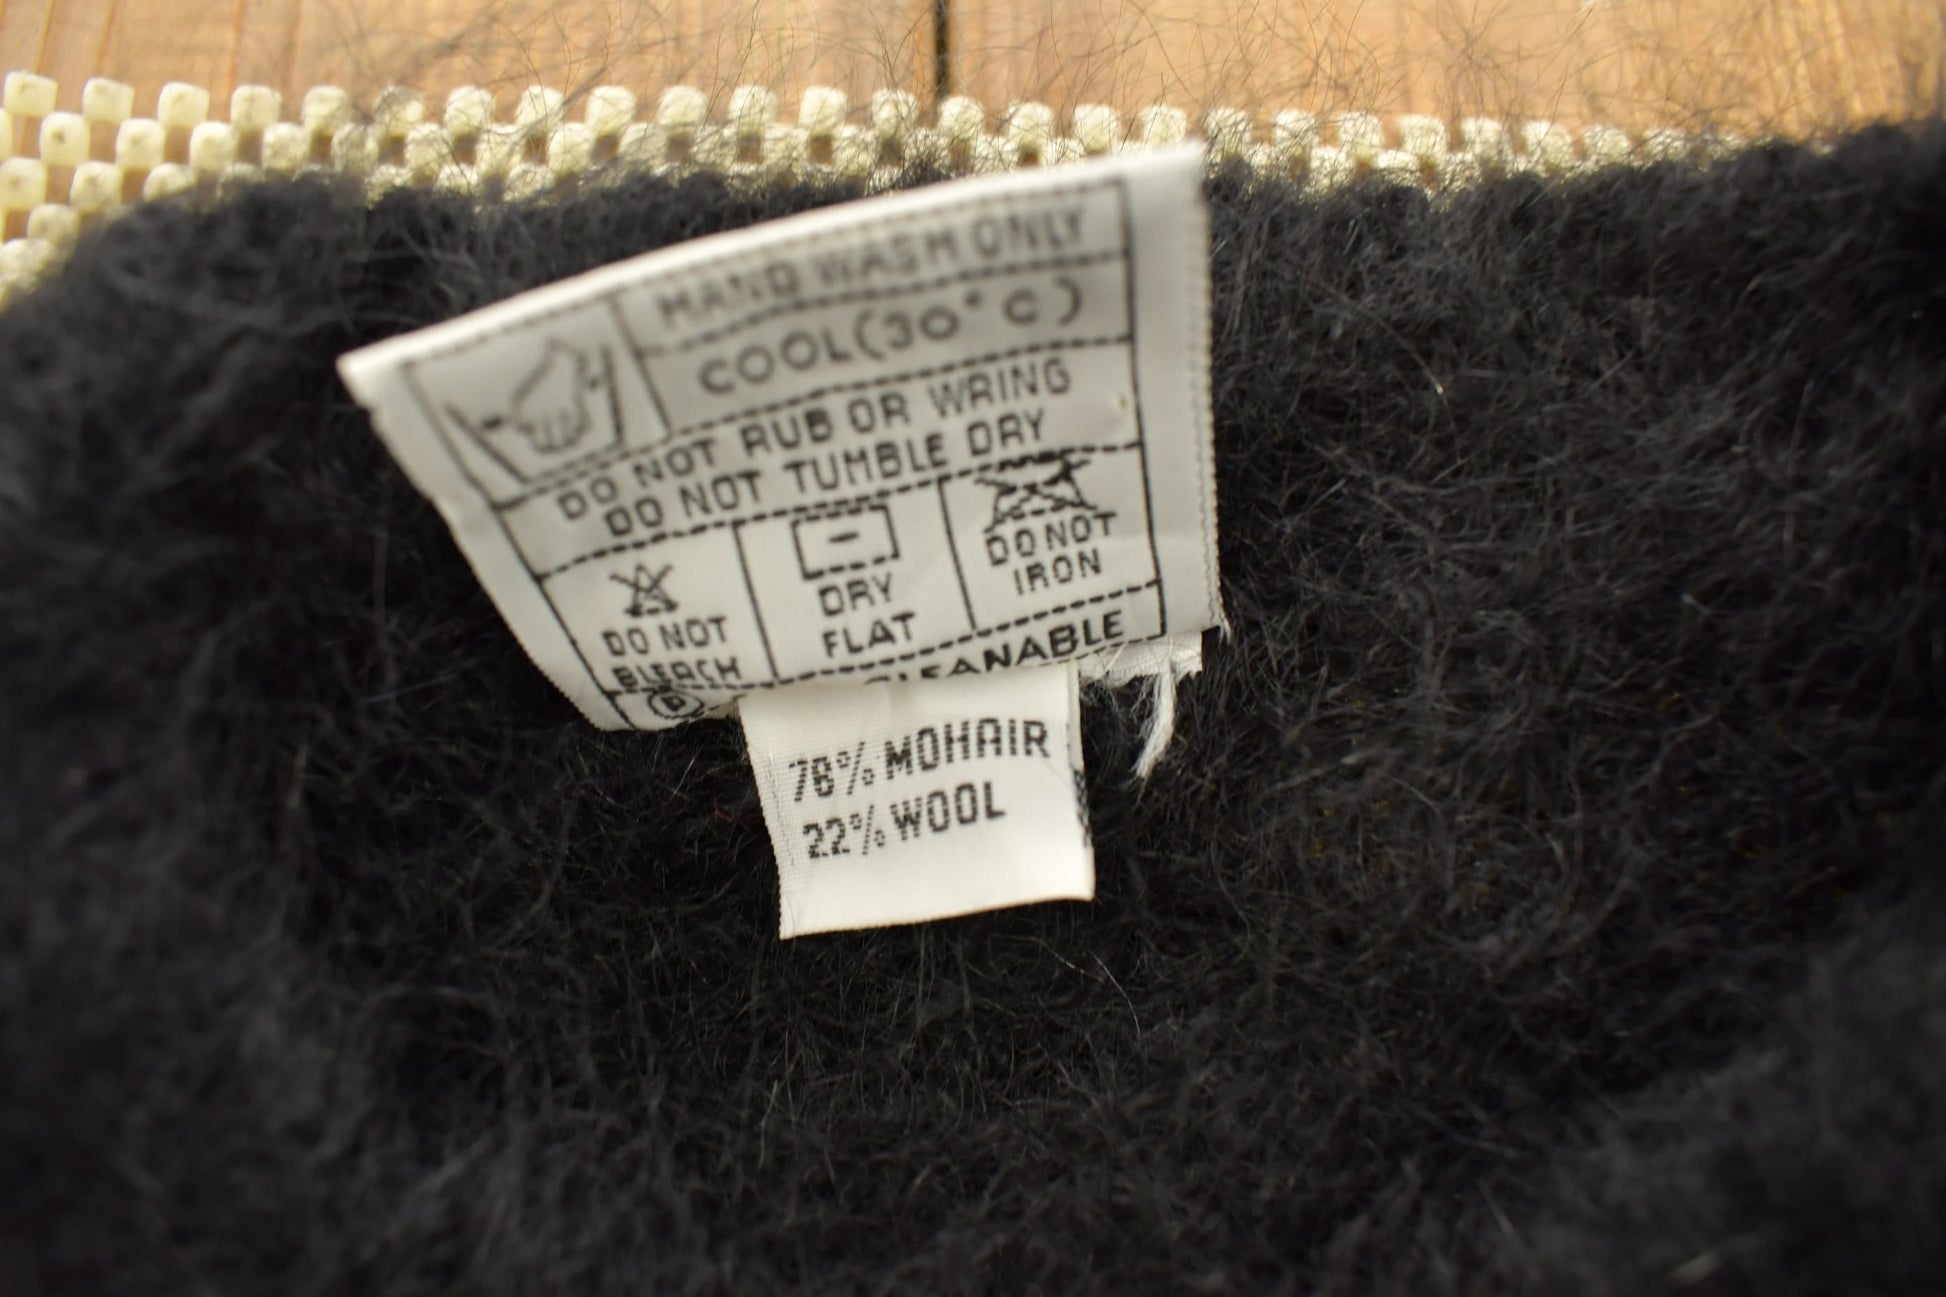 HAND WASH ONLY
COOL(30°C)
DO NOT RUB OR WRING
DO NOT TUMBLE DRY
DO NOT
BLEACH
DRY
FLAT
DO NOT
IRON
P
CLEANABLE
78% MOHAIR
22% WOOL